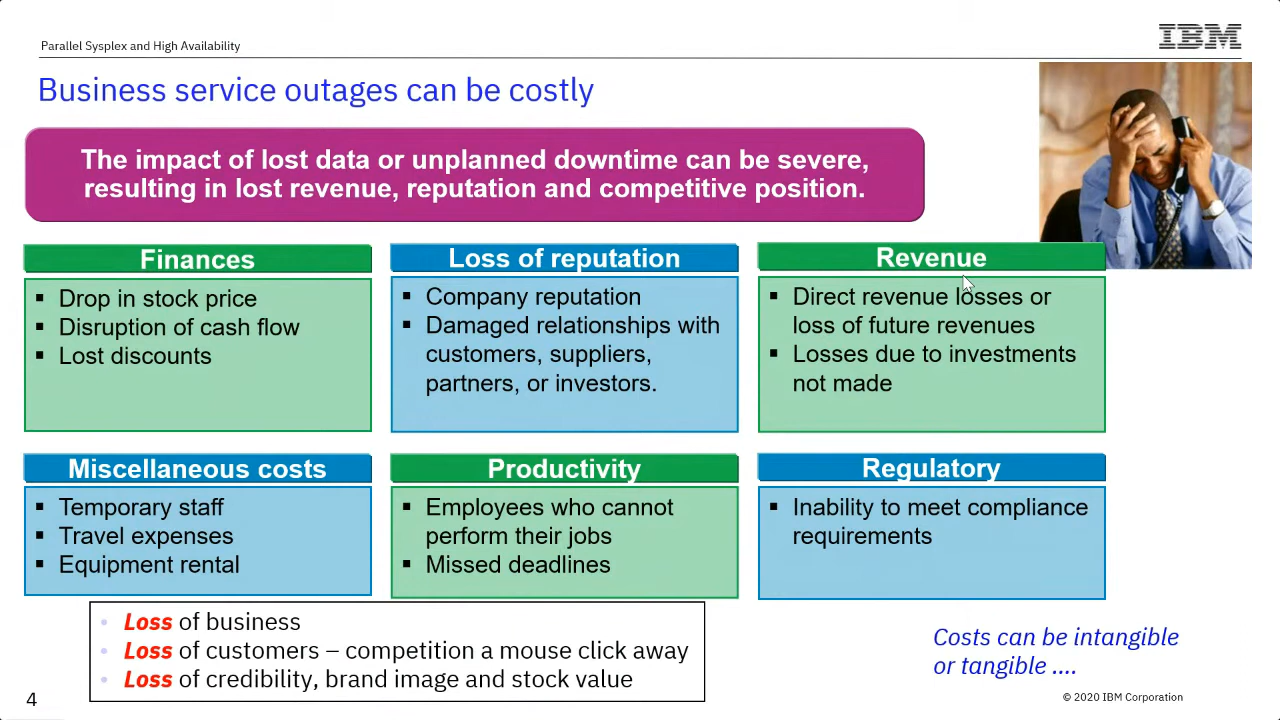 Parallel Sysplex and High Availability
IBM
Business service outages can be costly
The impact of lost data or unplanned downtime can be severe,
resulting in lost revenue, reputation and competitive position.
Finances
▪ Drop in stock price
▪ Disruption of cash flow
▪ Lost discounts
Loss of reputation
▪ Company reputation
▪ Damaged relationships with
customers, suppliers,
partners, or investors.
Revenue
▪ Direct revenue losses or
loss of future revenues
▪ Losses due to investments
not made
Miscellaneous costs
▪ Temporary staff
▪ Travel expenses
▪ Equipment rental
Productivity
▪ Employees who cannot
perform their jobs
▪ Missed deadlines
Regulatory
▪ Inability to meet compliance
requirements
• Loss of business
• Loss of customers – competition a mouse click away
• Loss of credibility, brand image and stock value
Costs can be intangible
or tangible ....
4
© 2020 IBM Corporation